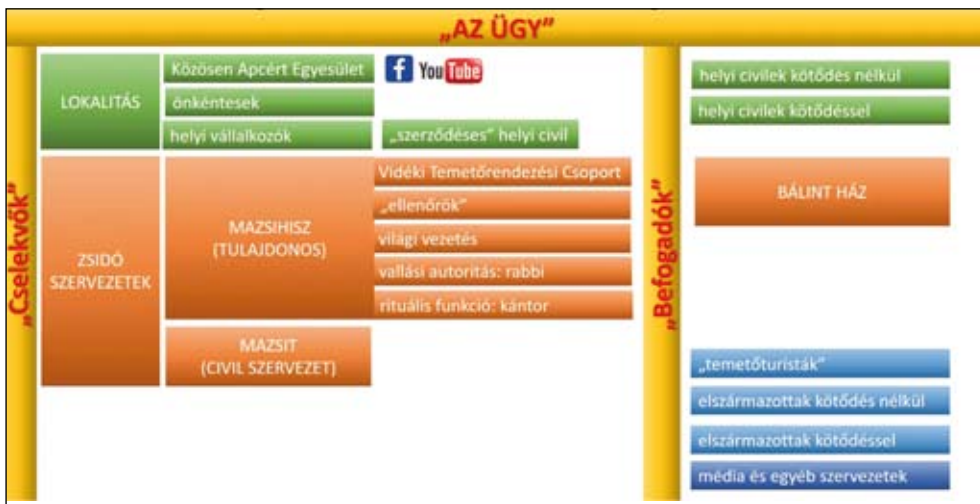 „AZ ÜGY”
„Cselekvők”
LOKALITÁS
Közösen Apcért Egyesület
önkéntesek
helyi vállalkozók
f YouTube
„szerződéses” helyi civil
ZSIDÓ
SZERVEZETEK
MAZSIHISZ
(TULAJDONOS)
Vidéki Temetőrendezési Csoport
„ellenőrök”
világi vezetés
vallási autoritás: rabbi
rituális funkció: kántor
MAZSIT
(CIVIL SZERVEZET)
„Befogadók”
helyi civilek kötődés nélkül
helyi civilek kötődéssel
BÁLINT HÁZ
„temetőturisták”
elszármazottak kötődés nélkül
elszármazottak kötődéssel
média és egyéb szervezetek